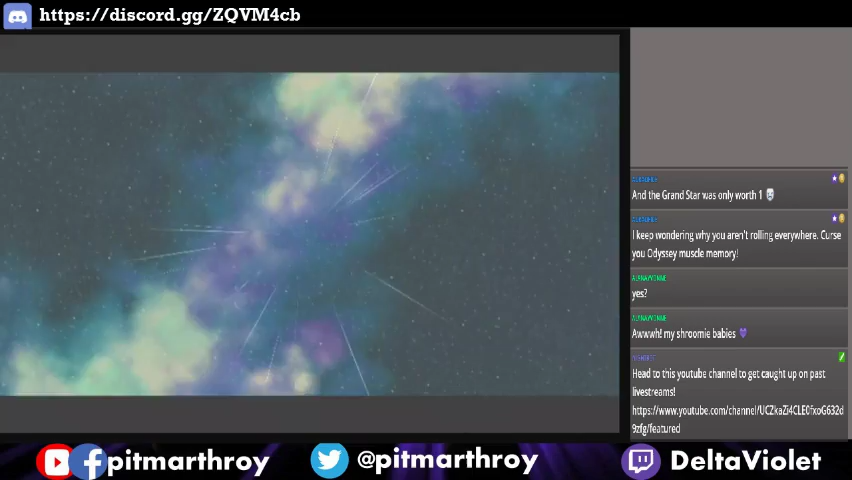 https://discord.gg/ZQVM4cb
And the Grand Star was only worth 1
I keep wondering why you aren't rolling everywhere. Curse
you Odyssey muscle memory!
yes?
Awwwh! my shroomie babies
Head to this youtube channel to get caught up on past
livestreams!
https://www.youtube.com/channel/UCZkaZi4CLE0fxoG632d
9zfg/featured
pitmarthroy
@pitmarthroy
DeltaViolet